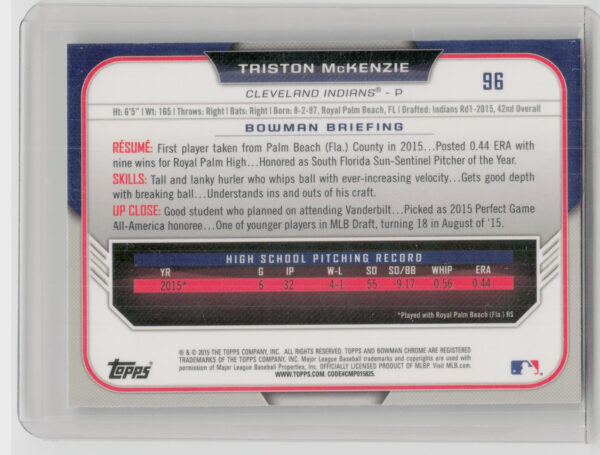 TRISTON McKENZIE
96
CLEVELAND INDIANS® - P
Ht: 6'5" | Wt: 165 | Throws: Right | Bats: Right | Born: 8-2-97, Royal Palm Beach, FL | Drafted: Indians Rd1-2015, 42nd Overall
BOWMAN BRIEFING
RÉSUMÉ: First player taken from Palm Beach (Fla.) County in 2015...Posted 0.44 ERA with
nine wins for Royal Palm High...Honored as South Florida Sun-Sentinel Pitcher of the Year.
SKILLS: Tall and lanky hurler who whips ball with ever-increasing velocity...Gets good depth
with breaking ball...Understands ins and outs of his craft.
UP CLOSE: Good student who planned on attending Vanderbilt...Picked as 2015 Perfect Game
All-America honoree...One of younger players in MLB Draft, turning 18 in August of '15.
HIGH SCHOOL PITCHING RECORD
YR G IP W-L SO SO/BB WHIP ERA
2015* 6 32 4-1 55 9.17 0.56 0.44
*Played with Royal Palm Beach (Fla.) HS
® & © 2015 THE TOPPS COMPANY, INC. ALL RIGHTS RESERVED. TOPPS AND BOWMAN CHROME ARE REGISTERED
TRADEMARKS OF THE TOPPS COMPANY, INC. Major League Baseball trademarks and copyrights are used with
permission of Major League Baseball Properties, Inc. OFFICIALLY LICENSED PRODUCT OF MLBP. Visit MLB.com.
WWW.TOPPS.COM. CODE#CMP015825.
TOPPS